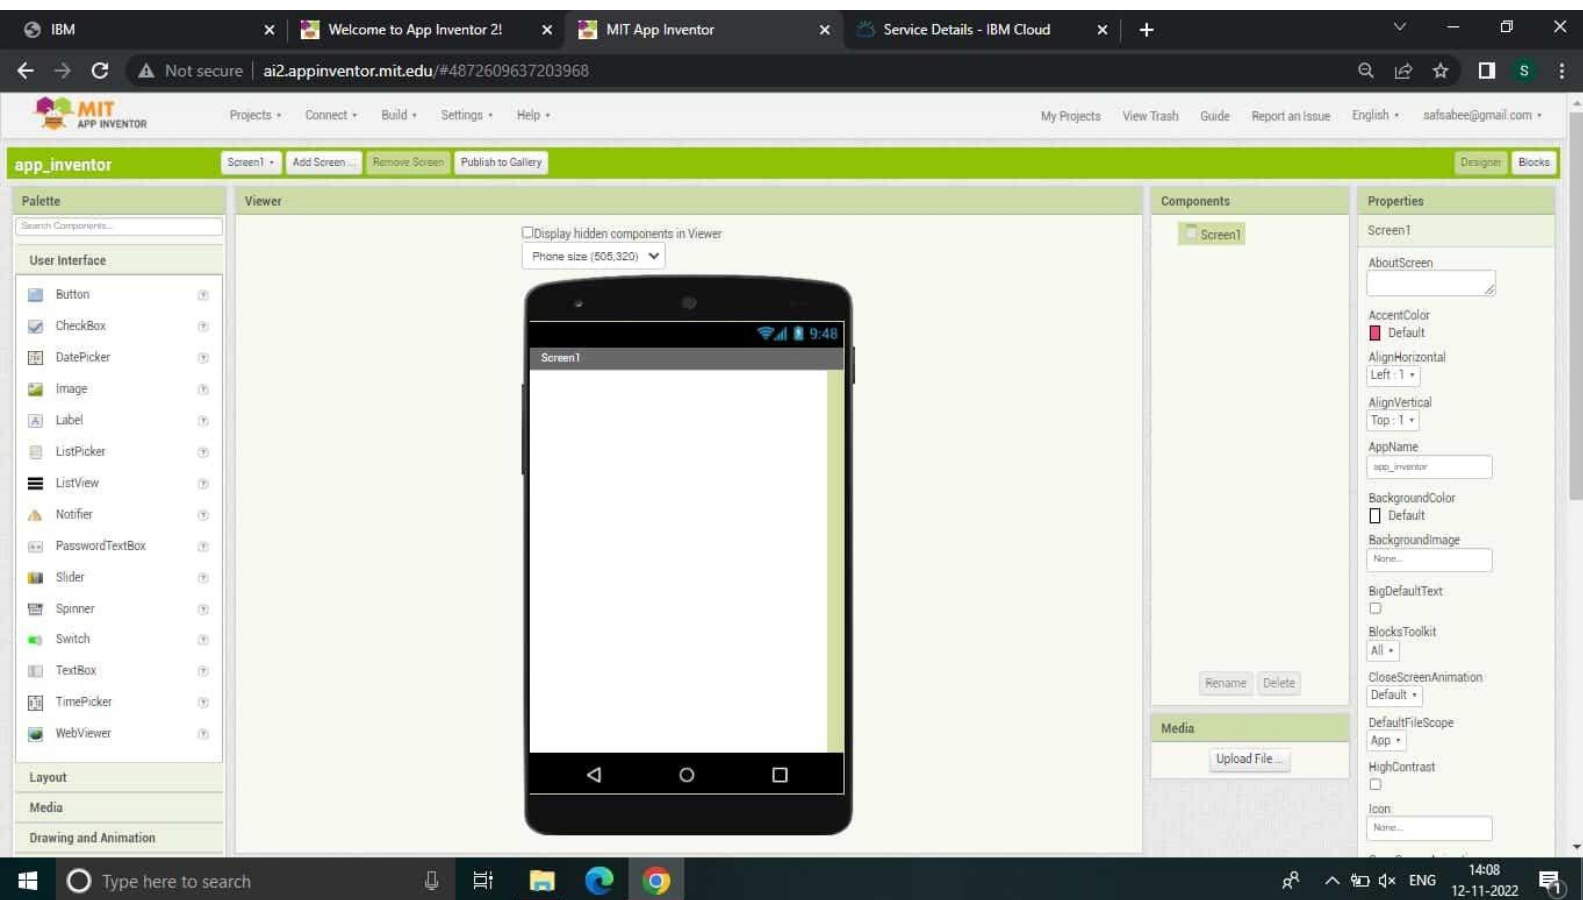 IBM
Welcome to App Inventor 2!
MIT App Inventor
Service Details - IBM Cloud
Not secure
ai2.appinventor.mit.edu/#4872609637203968
S
MIT
APP INVENTOR
Projects
Connect
Build
Settings
Help
My Projects
View Trash
Guide
Report an Issue
English
safsabee@gmail.com
app_inventor
Screen1
Add Screen ...
Remove Screen
Publish to Gallery
Designer
Blocks
Palette
Search Components...
User Interface
Button
CheckBox
DatePicker
Image
Label
ListPicker
ListView
Notifier
PasswordTextBox
Slider
Spinner
Switch
TextBox
TimePicker
WebViewer
Layout
Media
Drawing and Animation
Viewer
Display hidden components in Viewer
Phone size (505,320)
9:48
Screen1
Components
Screen1
Rename
Delete
Media
Upload File ...
Properties
Screen1
AboutScreen
AccentColor
Default
AlignHorizontal
Left : 1
AlignVertical
Top : 1
AppName
app_inventor
BackgroundColor
Default
BackgroundImage
None...
BigDefaultText
BlocksToolkit
All
CloseScreenAnimation
Default
DefaultFileScope
App
HighContrast
Icon
None...
Type here to search
ENG
14:08
12-11-2022
1